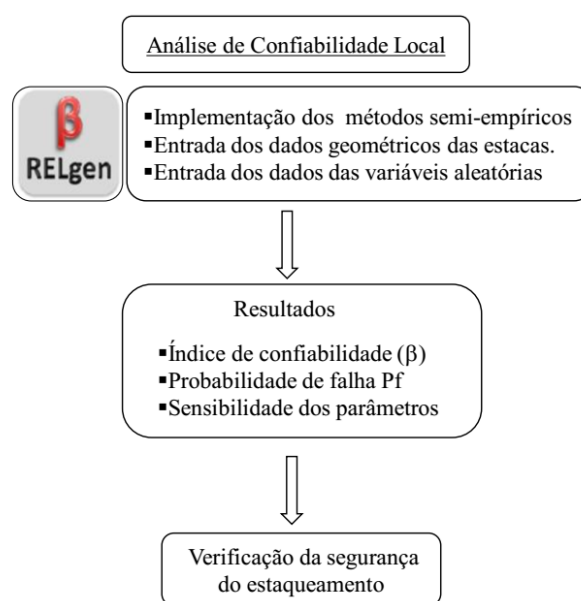 Análise de Confiabilidade Local
β
RELgen
▪Implementação dos métodos semi-empíricos
▪Entrada dos dados geométricos das estacas.
▪Entrada dos dados das variáveis aleatórias
Resultados
▪Índice de confiabilidade (β)
▪Probabilidade de falha Pf
▪Sensibilidade dos parâmetros
Verificação da segurança
do estaqueamento